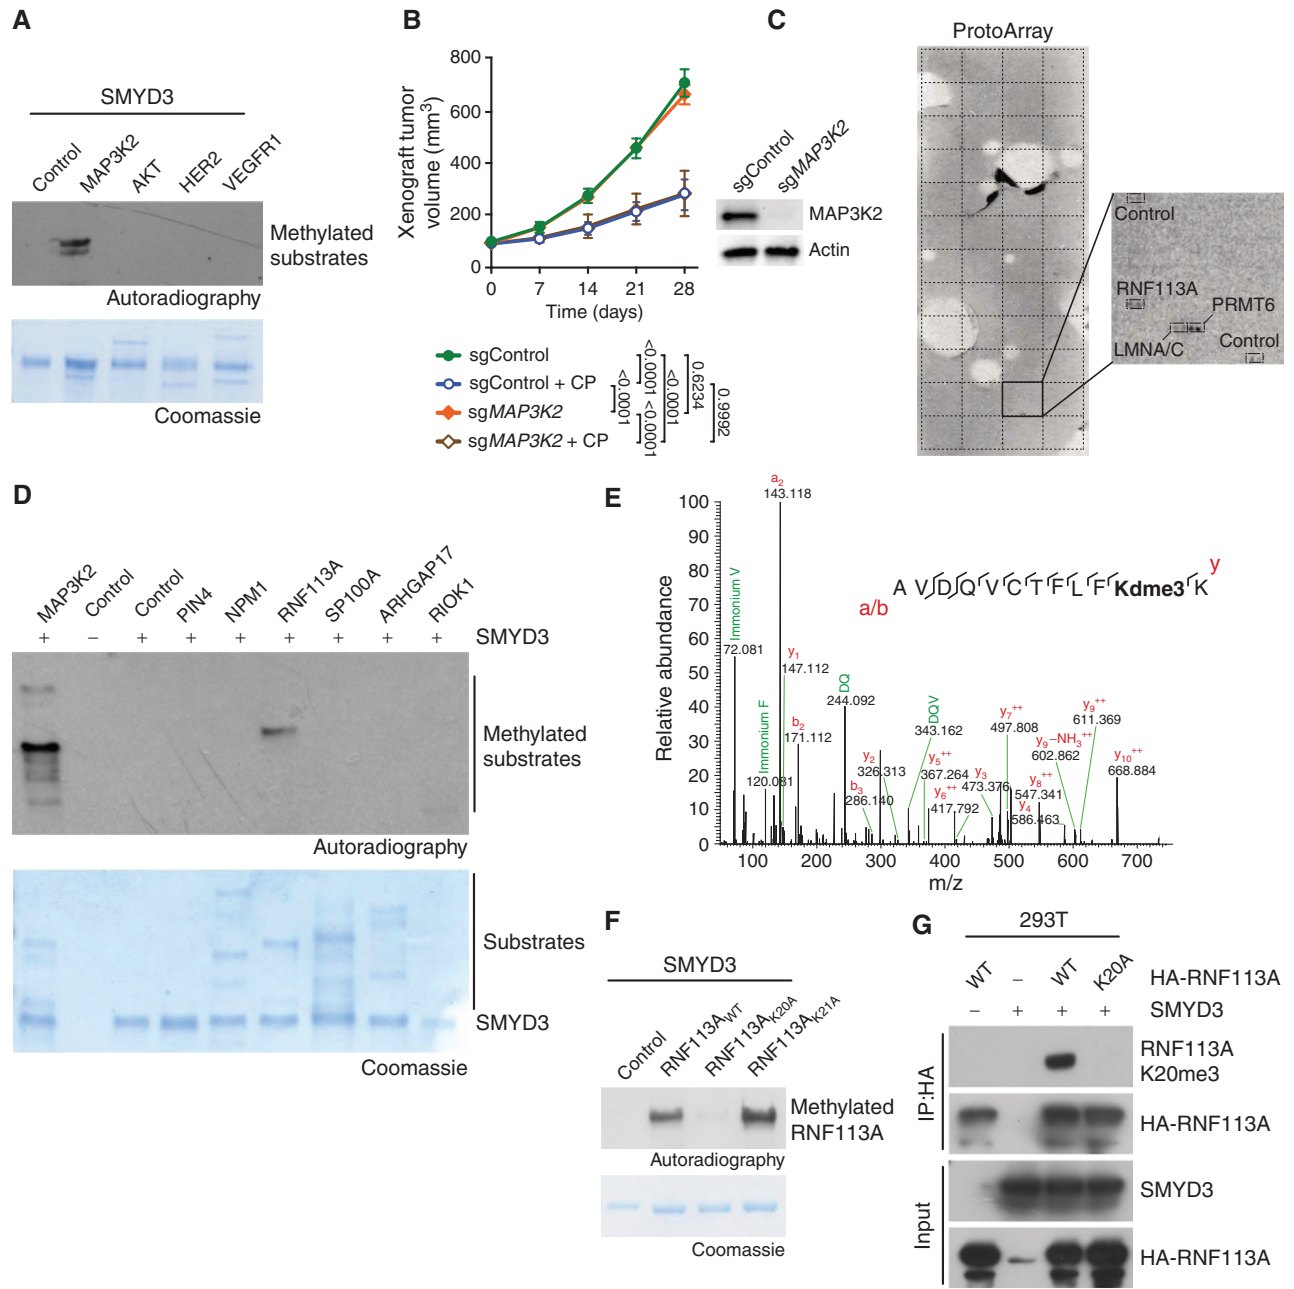 A
SMYD3
Control
MAP3K2
AKT
HER2
VEGFR1
Methylated
substrates
Autoradiography
Coomassie
B
Xenograft tumor
volume (mm³)
800
600
400
200
0
0 7 14 21 28
Time (days)
sgControl
sgControl + CP
sgMAP3K2
sgMAP3K2 + CP
<0.0001
<0.0001
<0.0001
<0.0001
0.6234
0.9992
sgControl
sgMAP3K2
MAP3K2
Actin
C
ProtoArray
Control
RNF113A
PRMT6
LMNA/C
Control
D
MAP3K2
Control
Control
PIN4
NPM1
RNF113A
SP100A
ARHGAP17
RIOK1
+ − + + + + + + + SMYD3
Methylated
substrates
Autoradiography
Substrates
SMYD3
Coomassie
E
Relative abundance
100
90
80
70
60
50
40
30
20
10
0
100 200 300 400 500 600 700
m/z
a₂
143.118
Immonium V
72.081
Immonium F
120.081
y₁
147.112
b₂
171.112
DQ
244.092
b₃
286.140
y₂
326.313
DQV
343.162
y₅⁺⁺
367.264
y₆⁺⁺
417.792
y₃
473.376
y₇⁺⁺
497.808
y₈⁺⁺
547.341
y₄
586.463
y₉–NH₃⁺⁺
602.862
y₉⁺⁺
611.369
y₁₀⁺⁺
668.884
y
A V D Q V C T F L F Kdme3 K
a/b
F
SMYD3
Control
RNF113A_WT
RNF113A_K20A
RNF113A_K21A
Methylated
RNF113A
Autoradiography
Coomassie
G
293T
WT – WT K20A HA-RNF113A
− + + + SMYD3
IP:HA
RNF113A
K20me3
HA-RNF113A
Input
SMYD3
HA-RNF113A